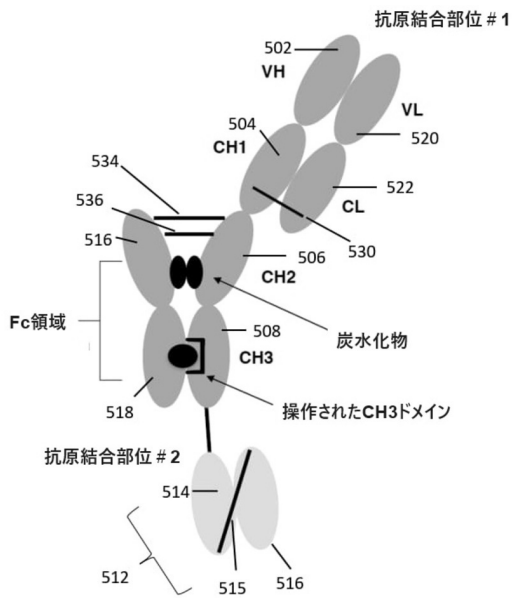 抗原結合部位＃1
502
VH
VL
504
CH1
520
534
522
CL
536
530
516
506
CH2
Fc領域
炭水化物
508
CH3
518
操作されたCH3ドメイン
抗原結合部位＃2
514
512
515
516